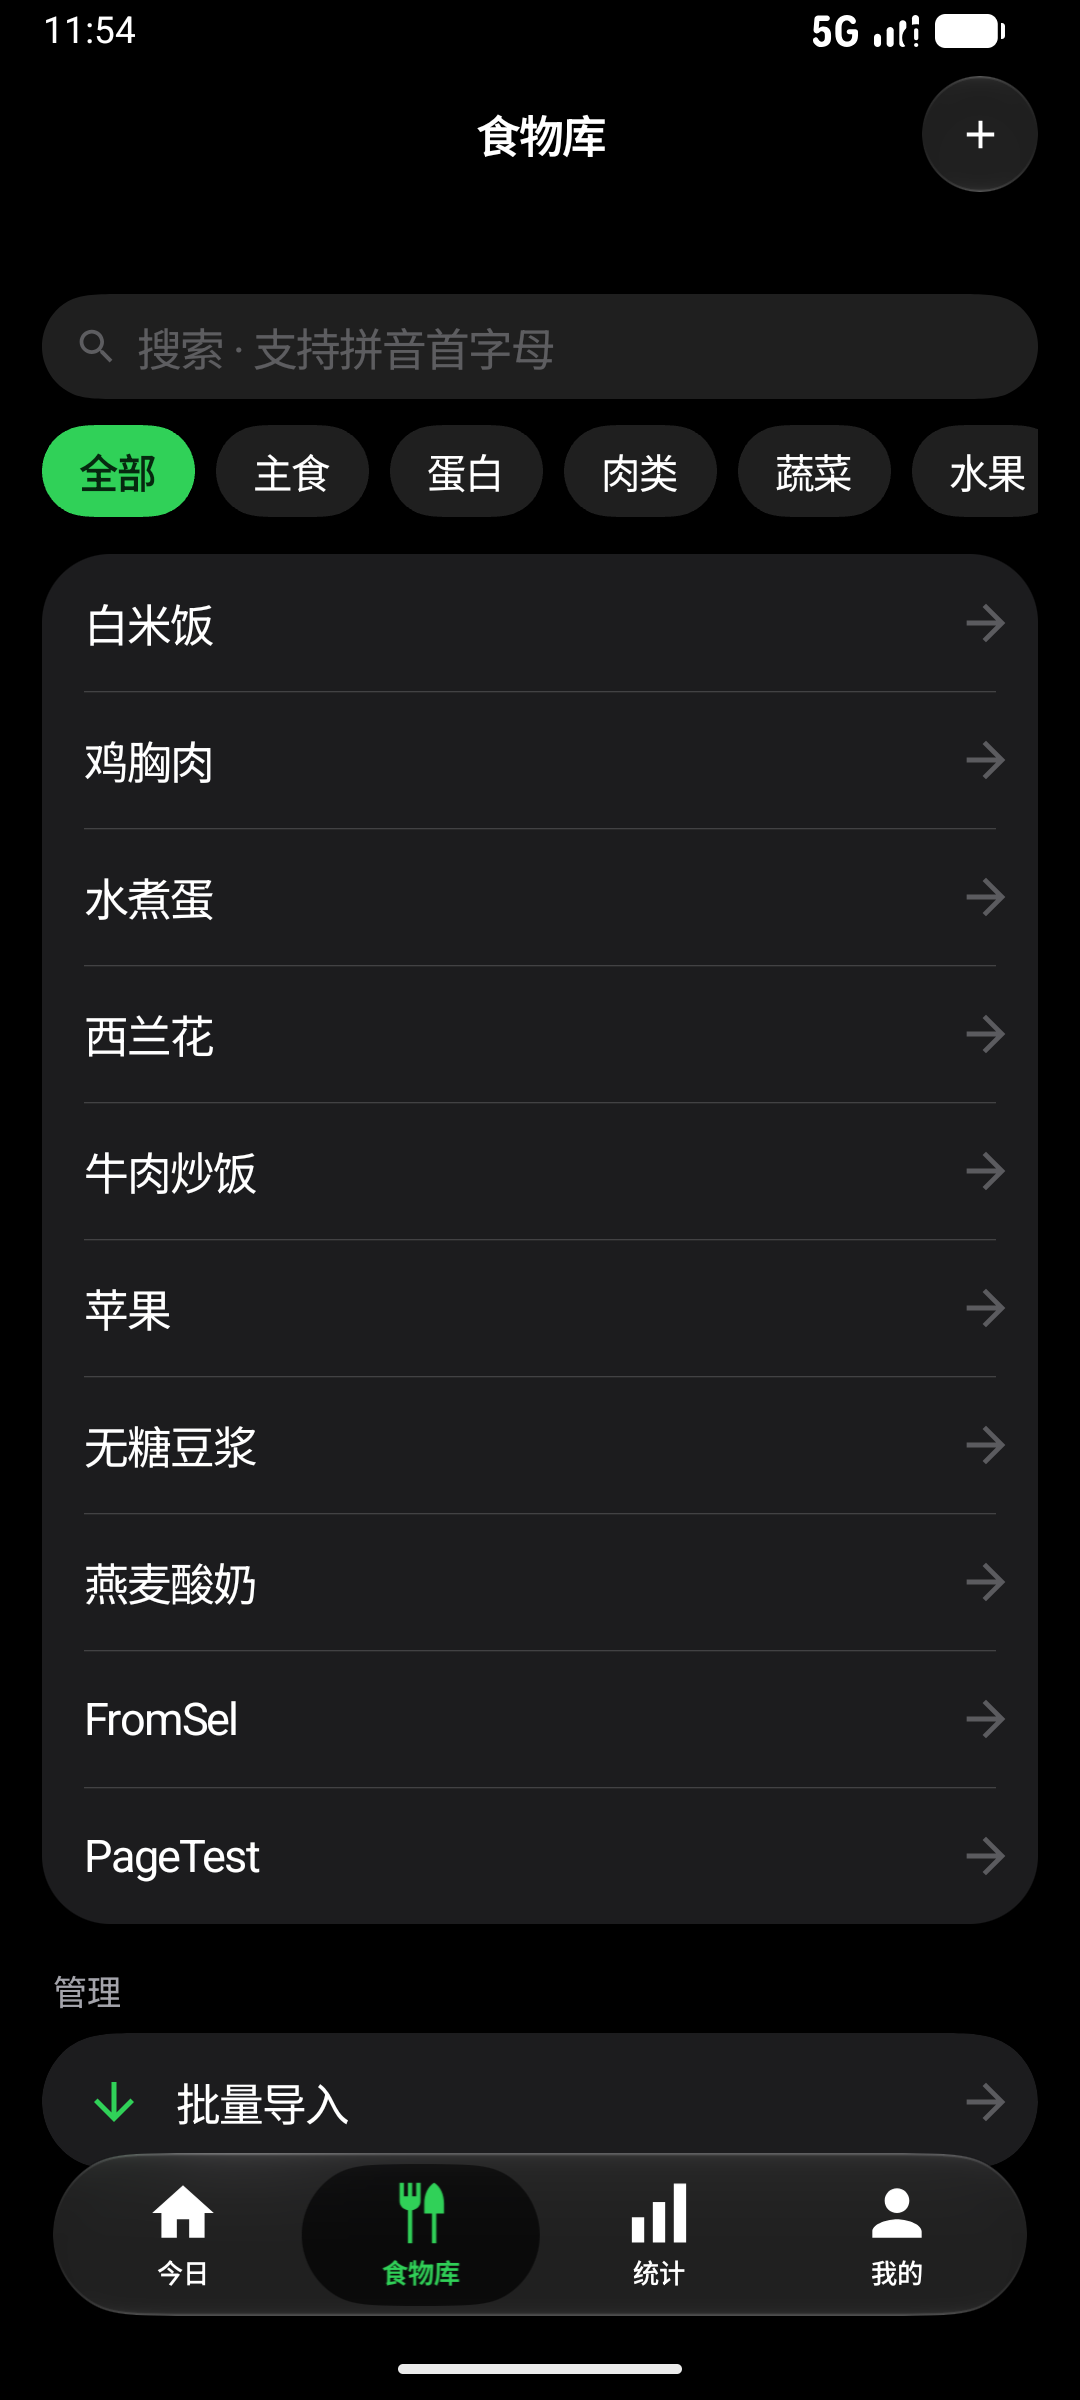 11:54 5G
食物库
搜索 · 支持拼音首字母
全部 主食 蛋白 肉类 蔬菜 水果
白米饭
鸡胸肉
水煮蛋
西兰花
牛肉炒饭
苹果
无糖豆浆
燕麦酸奶
FromSel
PageTest
管理
批量导入
今日 食物库 统计 我的